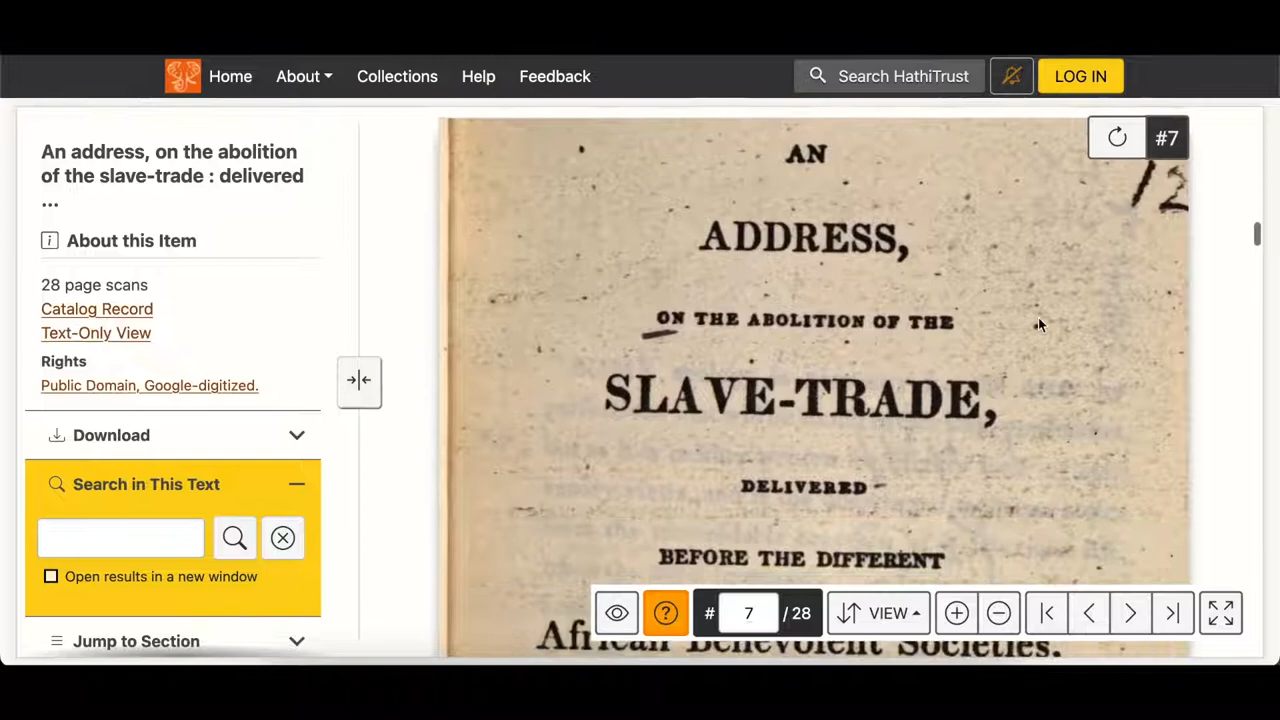 Home About Collections Help Feedback Search HathiTrust LOG IN
An address, on the abolition
of the slave-trade : delivered
...
About this Item
28 page scans
Catalog Record
Text-Only View
Rights
Public Domain, Google-digitized.
Download
Search in This Text
Open results in a new window
Jump to Section
#7
12
AN
ADDRESS,
ON THE ABOLITION OF THE
SLAVE-TRADE,
DELIVERED
BEFORE THE DIFFERENT
African Benevolent Societies.
# 7 / 28 VIEW